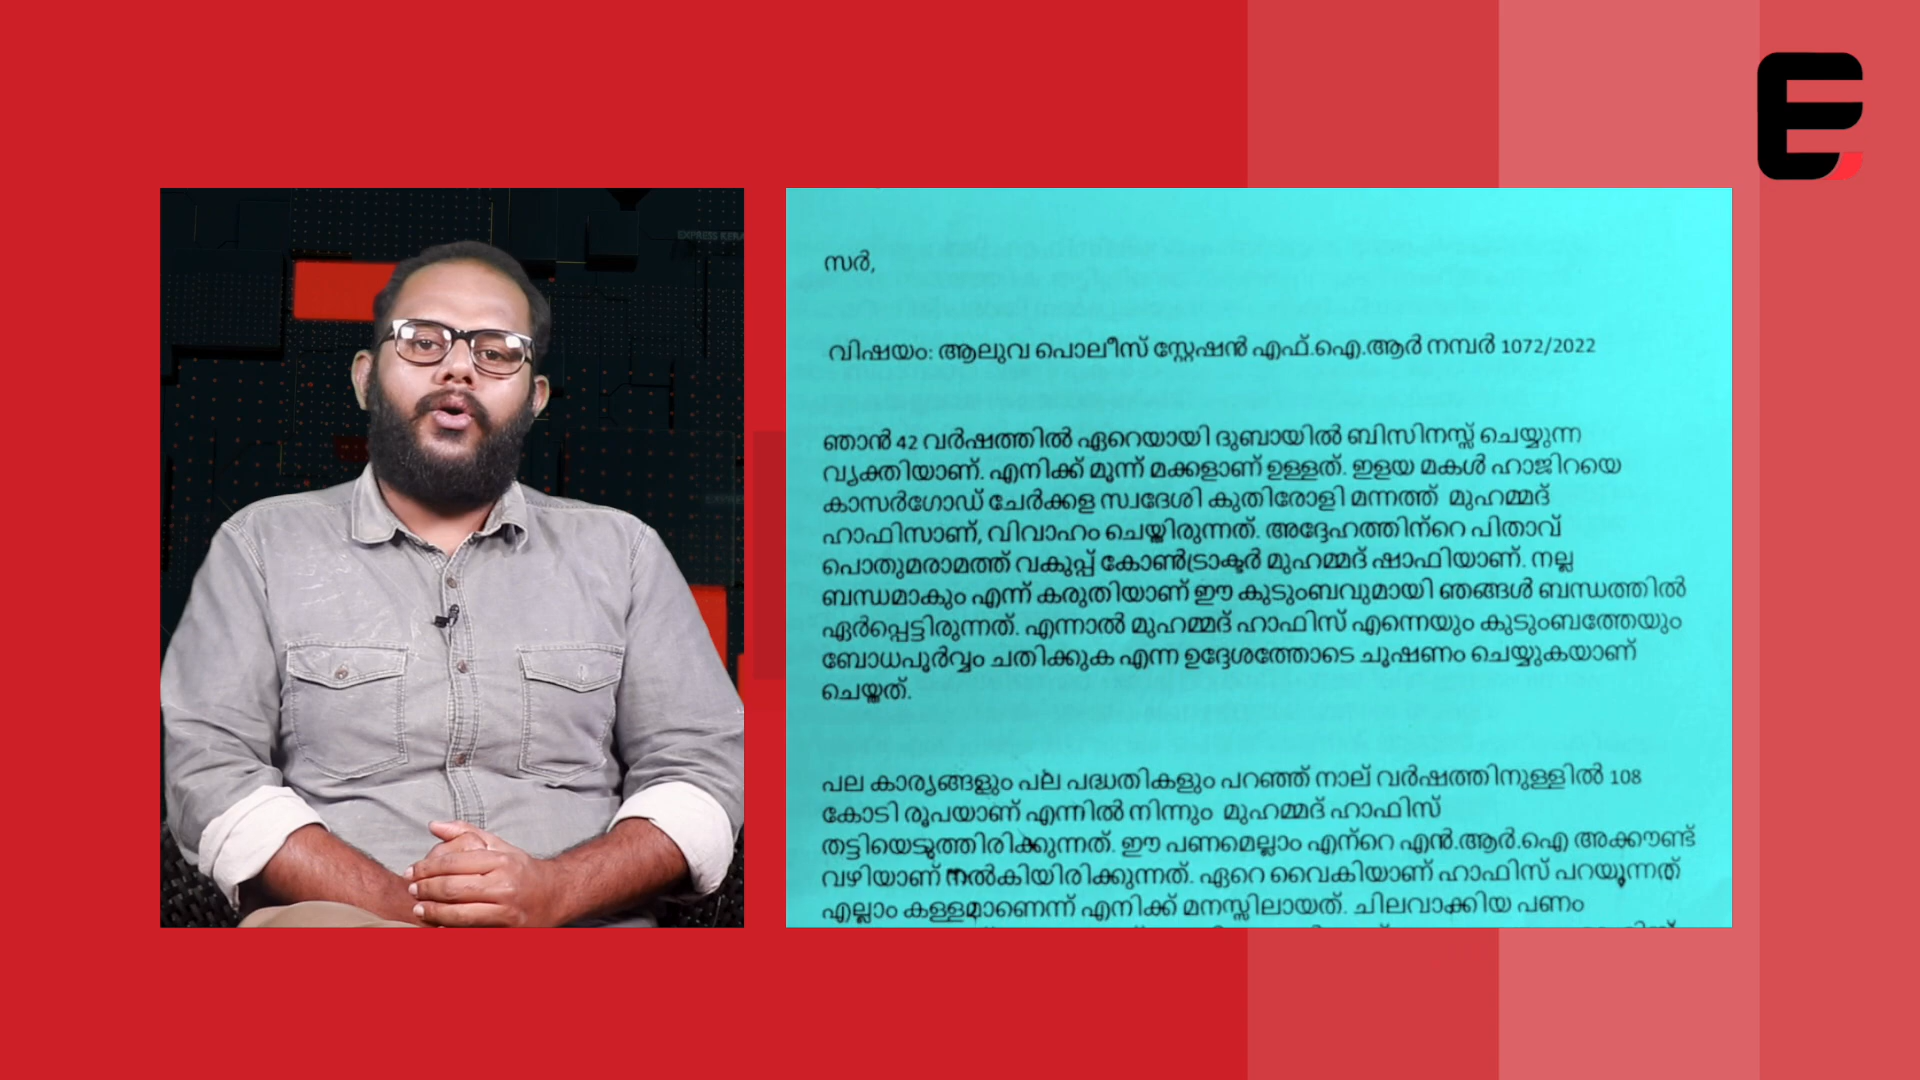 EXPRESS KERA
സർ,
വിഷയം: ആലുവ പൊലീസ് സ്റ്റേഷൻ എഫ്.ഐ.ആർ നമ്പർ 1072/2022
ഞാൻ 42 വർഷത്തിൽ ഏറെയായി ദുബായിൽ ബിസിനസ്സ് ചെയ്യുന്ന
വ്യക്തിയാണ്. എനിക്ക് മൂന്ന് മക്കളാണ് ഉള്ളത്. ഇളയ മകൾ ഹാജിറയെ
കാസർഗോഡ് ചേർക്കള സ്വദേശി കുതിരോളി മന്നത്ത് മുഹമ്മദ്
ഹാഫിസാണ്, വിവാഹം ചെയ്തിരുന്നത്. അദ്ദേഹത്തിന്റെ പിതാവ്
പൊതുമരാമത്ത് വകുപ്പ് കോൺട്രാക്ടർ മുഹമ്മദ് ഷാഫിയാണ്. നല്ല
ബന്ധമാകും എന്ന് കരുതിയാണ് ഈ കുടുംബവുമായി ഞങ്ങൾ ബന്ധത്തിൽ
ഏർപ്പെട്ടിരുന്നത്. എന്നാൽ മുഹമ്മദ് ഹാഫിസ് എന്നെയും കുടുംബത്തേയും
ബോധപൂർവ്വം ചതിക്കുക എന്ന ഉദ്ദേശത്തോടെ ചൂഷണം ചെയ്യുകയാണ്
ചെയ്തത്.
പല കാര്യങ്ങളും പല പദ്ധതികളും പറഞ്ഞ് നാല് വർഷത്തിനുള്ളിൽ 108
കോടി രൂപയാണ് എന്നിൽ നിന്നും മുഹമ്മദ് ഹാഫിസ്
തട്ടിയെടുത്തിരിക്കുന്നത്. ഈ പണമെല്ലാം എന്റെ എൻ.ആർ.ഐ അക്കൗണ്ട്
വഴിയാണ് നൽകിയിരിക്കുന്നത്. ഏറെ വൈകിയാണ് ഹാഫിസ് പറയുന്നത്
എല്ലാം കള്ളമാണെന്ന് എനിക്ക് മനസ്സിലായത്. ചിലവാക്കിയ പണം